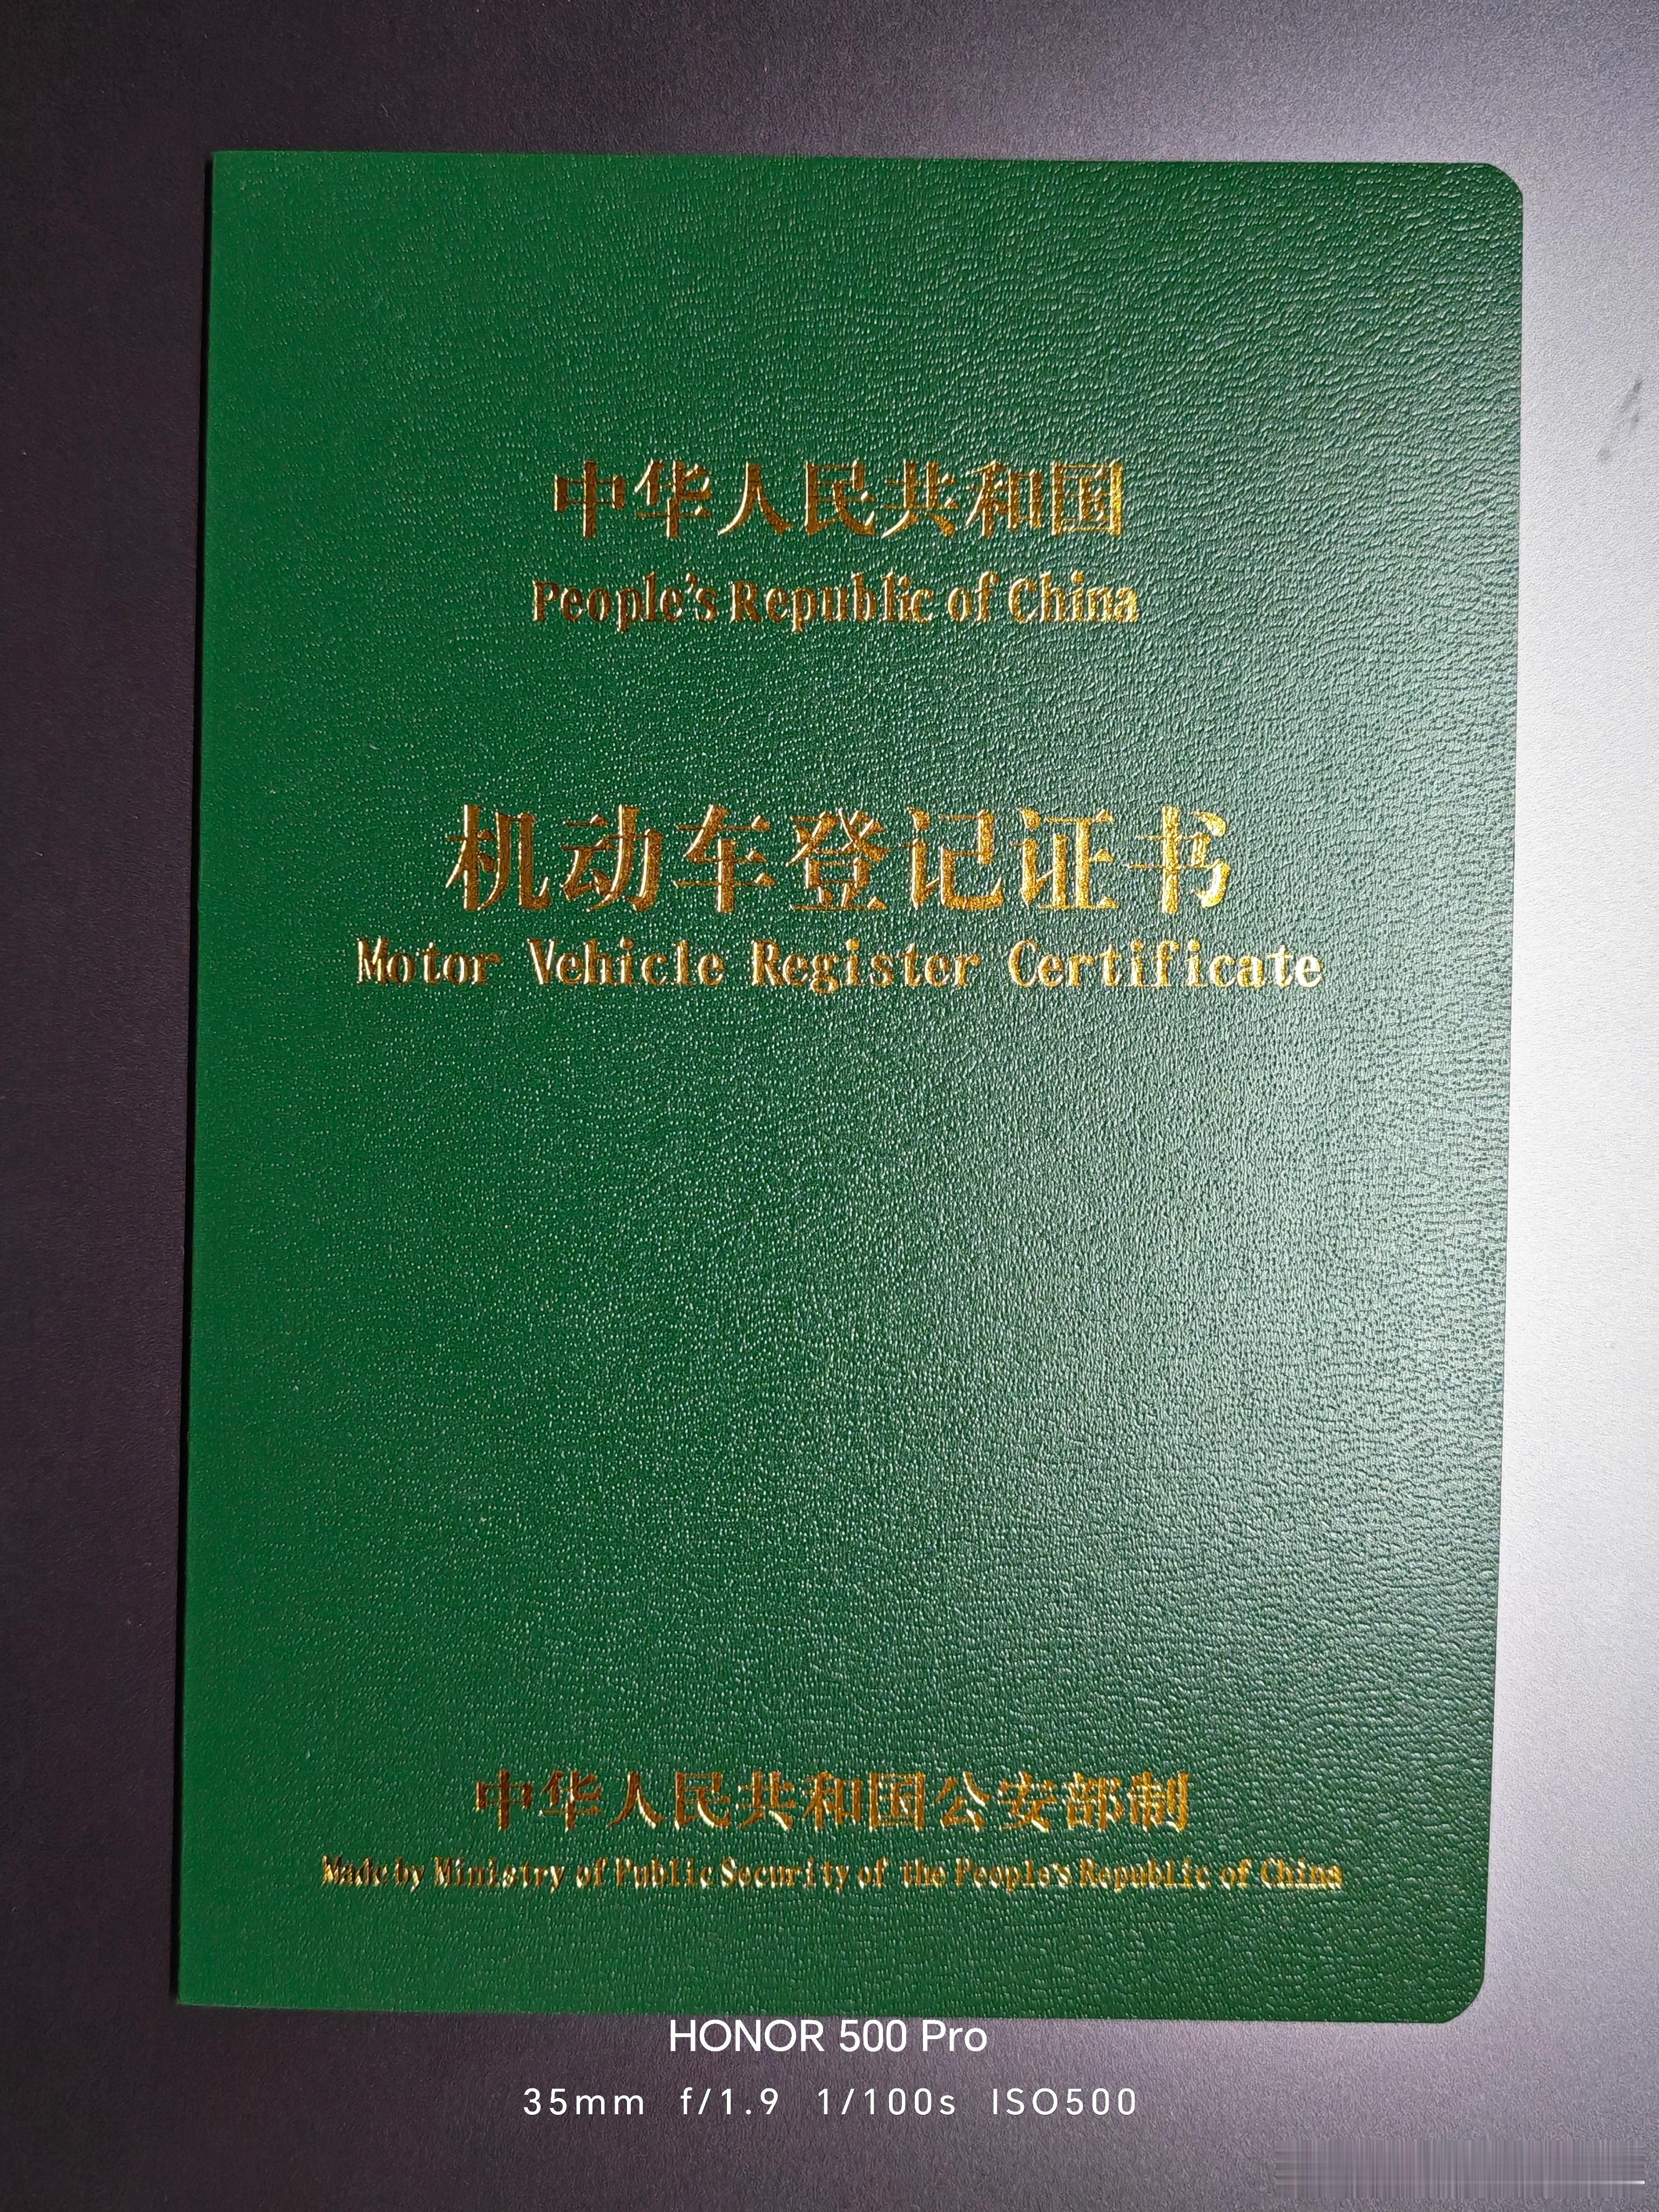 中华人民共和国
People's Republic of China
机动车登记证书
Motor Vehicle Register Certificate
中华人民共和国公安部制
Made by Ministry of Public Security of the People's Republic of China
HONOR 500 Pro
35mm f/1.9 1/100s ISO500